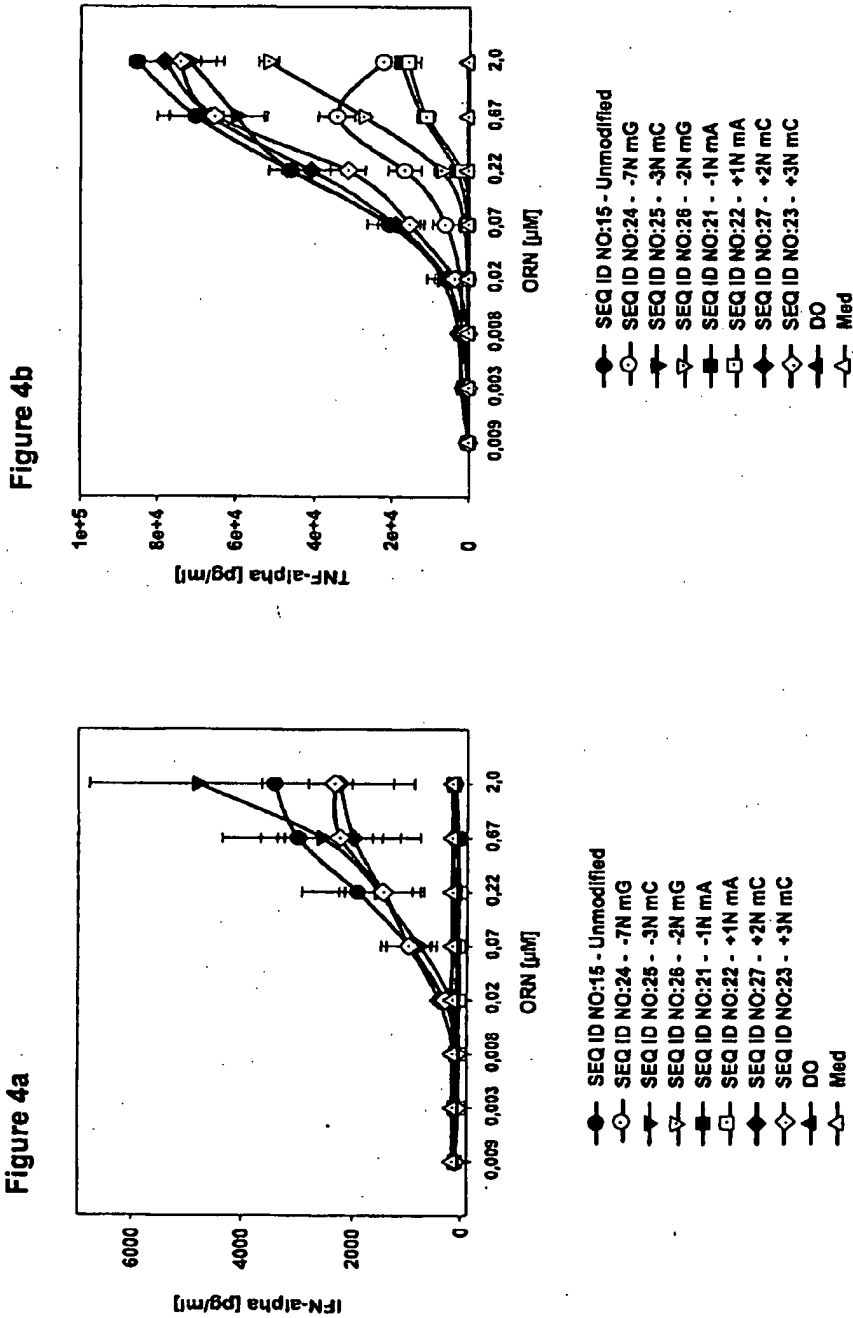 Figure 4a
IFN-alpha [pg/ml]
6000
4000
2000
0
0,009 0,003 0,008 0,02 0,07 0,22 0,67 2,0
ORN [µM]
SEQ ID NO:15 - Unmodified
SEQ ID NO:24 - -7N mG
SEQ ID NO:25 - -3N mC
SEQ ID NO:26 - -2N mG
SEQ ID NO:21 - -1N mA
SEQ ID NO:22 - +1N mA
SEQ ID NO:27 - +2N mC
SEQ ID NO:23 - +3N mC
DO
Med
Figure 4b
TNF-alpha [pg/ml]
1e+5
8e+4
6e+4
4e+4
2e+4
0
0,009 0,003 0,008 0,02 0,07 0,22 0,67 2,0
ORN [µM]
SEQ ID NO:15 - Unmodified
SEQ ID NO:24 - -7N mG
SEQ ID NO:25 - -3N mC
SEQ ID NO:26 - -2N mG
SEQ ID NO:21 - -1N mA
SEQ ID NO:22 - +1N mA
SEQ ID NO:27 - +2N mC
SEQ ID NO:23 - +3N mC
DO
Med